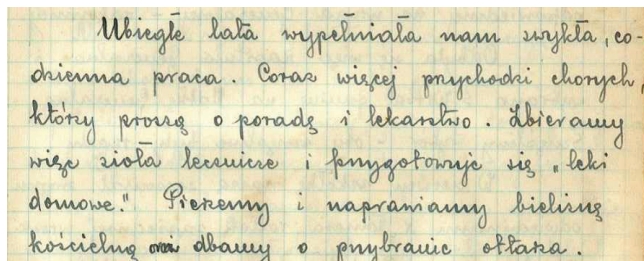 Ubiegłe lata wypełniała nam zwykła, co-
dzienna praca. Coraz więcej przychodzi chorych,
którzy proszą o poradę i lekarstwo. Zbieramy
więc zioła lecznicze i przygotowuje się „leki
domowe." Pierzemy i naprawiamy bieliznę
kościelną oraz dbamy o przybranie ołtarza.